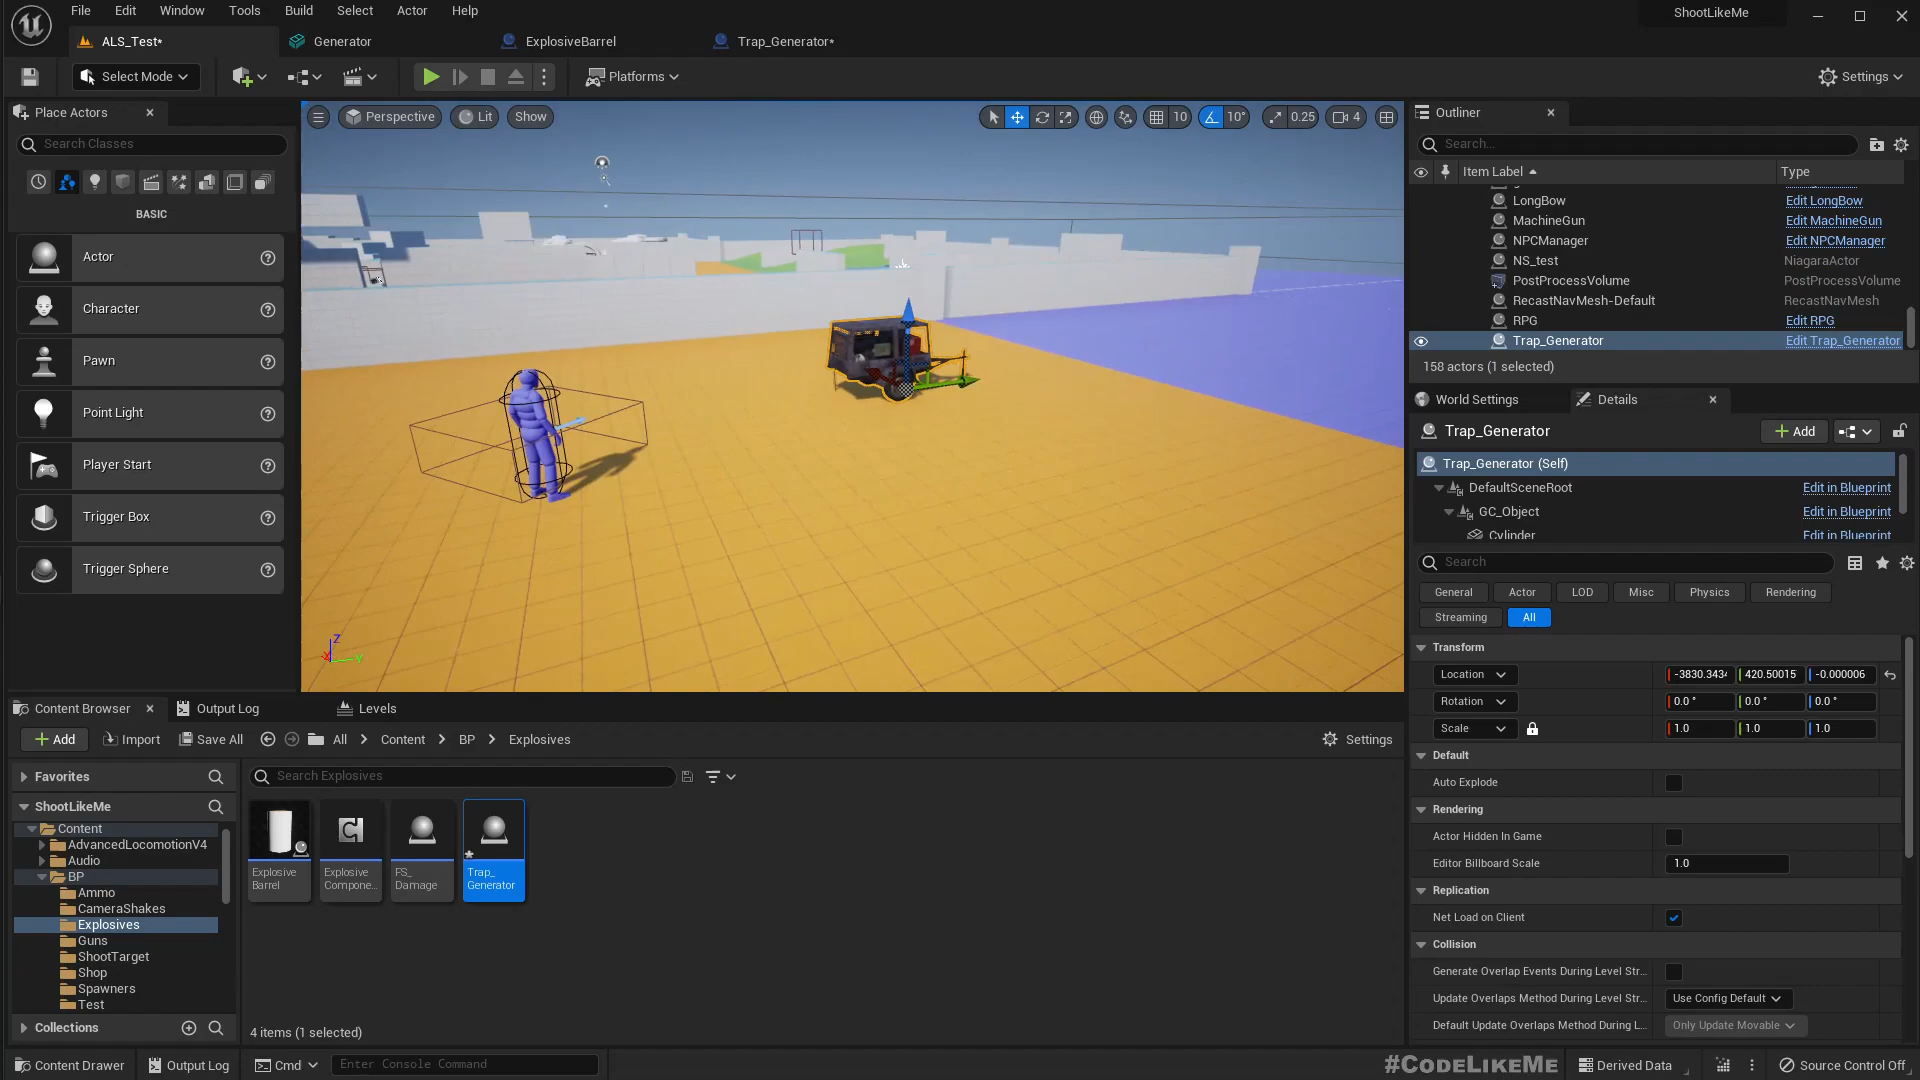 File Edit Window Tools Build Select Actor Help
ShootLikeMe
ALS_Test*
Generator
ExplosiveBarrel
Trap_Generator*
Select Mode
Platforms
Settings
Place Actors
Search Classes
BASIC
Actor
Character
Pawn
Point Light
Player Start
Trigger Box
Trigger Sphere
Perspective
Lit
Show
10
10°
0.25
4
Z
X
Y
Outliner
Search...
Item Label
Type
LongBow Edit LongBow
MachineGun Edit MachineGun
NPCManager Edit NPCManager
NS_test NiagaraActor
PostProcessVolume PostProcessVolume
RecastNavMesh-Default RecastNavMesh
RPG Edit RPG
Trap_Generator Edit Trap_Generator
158 actors (1 selected)
World Settings
Details
Trap_Generator
Add
Trap_Generator (Self)
DefaultSceneRoot Edit in Blueprint
GC_Object Edit in Blueprint
Cylinder Edit in Blueprint
Search
General Actor LOD Misc Physics Rendering
Streaming All
Transform
Location -3830.343 420.50015 -0.000006
Rotation 0.0 ° 0.0 ° 0.0 °
Scale 1.0 1.0 1.0
Default
Auto Explode
Rendering
Actor Hidden In Game
Editor Billboard Scale 1.0
Replication
Net Load on Client
Collision
Generate Overlap Events During Level Str...
Update Overlaps Method During Level Str... Use Config Default
Default Update Overlaps Method During L... Only Update Movable
Content Browser
Output Log
Levels
Add
Import
Save All
All > Content > BP > Explosives
Settings
Favorites
ShootLikeMe
Content
AdvancedLocomotionV4
Audio
BP
Ammo
CameraShakes
Explosives
Guns
ShootTarget
Shop
Spawners
Test
Collections
Search Explosives
Explosive
Barrel
Explosive
Compone...
FS_
Damage
Trap_
Generator
4 items (1 selected)
Content Drawer
Output Log
Cmd
Enter Console Command
#CodeLikeMe
Derived Data
Source Control Off